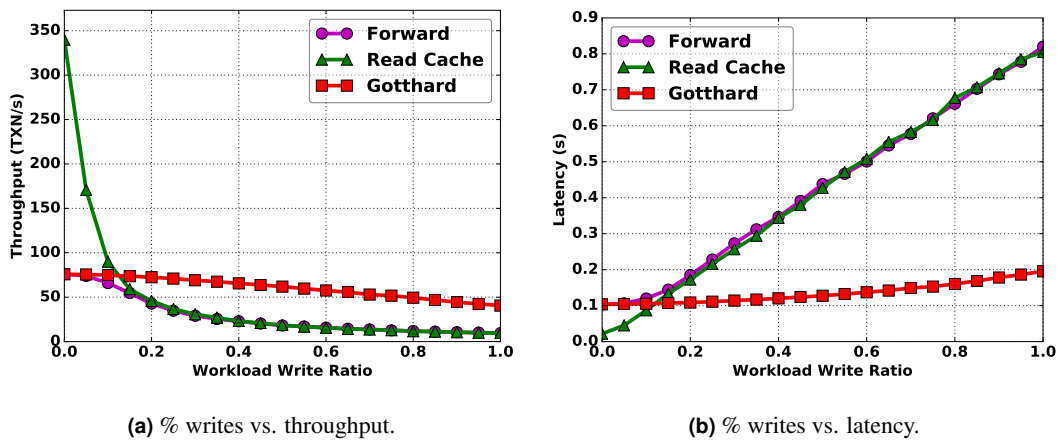 350
300
250
200
150
100
50
0
0.0 0.2 0.4 0.6 0.8 1.0
Throughput (TXN/s)
Workload Write Ratio
Forward
Read Cache
Gotthard
(a) % writes vs. throughput.
0.9
0.8
0.7
0.6
0.5
0.4
0.3
0.2
0.1
0.0
0.0 0.2 0.4 0.6 0.8 1.0
Latency (s)
Workload Write Ratio
Forward
Read Cache
Gotthard
(b) % writes vs. latency.